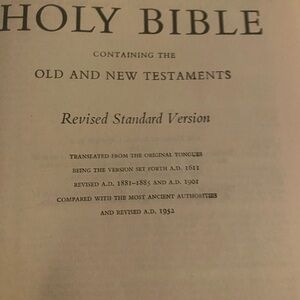 HOLY BIBLE
CONTAINING THE
OLD AND NEW TESTAMENTS
Revised Standard Version
TRANSLATED FROM THE ORIGINAL TONGUES
BEING THE VERSION SET FORTH A.D. 1611
REVISED A.D. 1881–1885 AND A.D. 1901
COMPARED WITH THE MOST ANCIENT AUTHORITIES
AND REVISED A.D. 1952